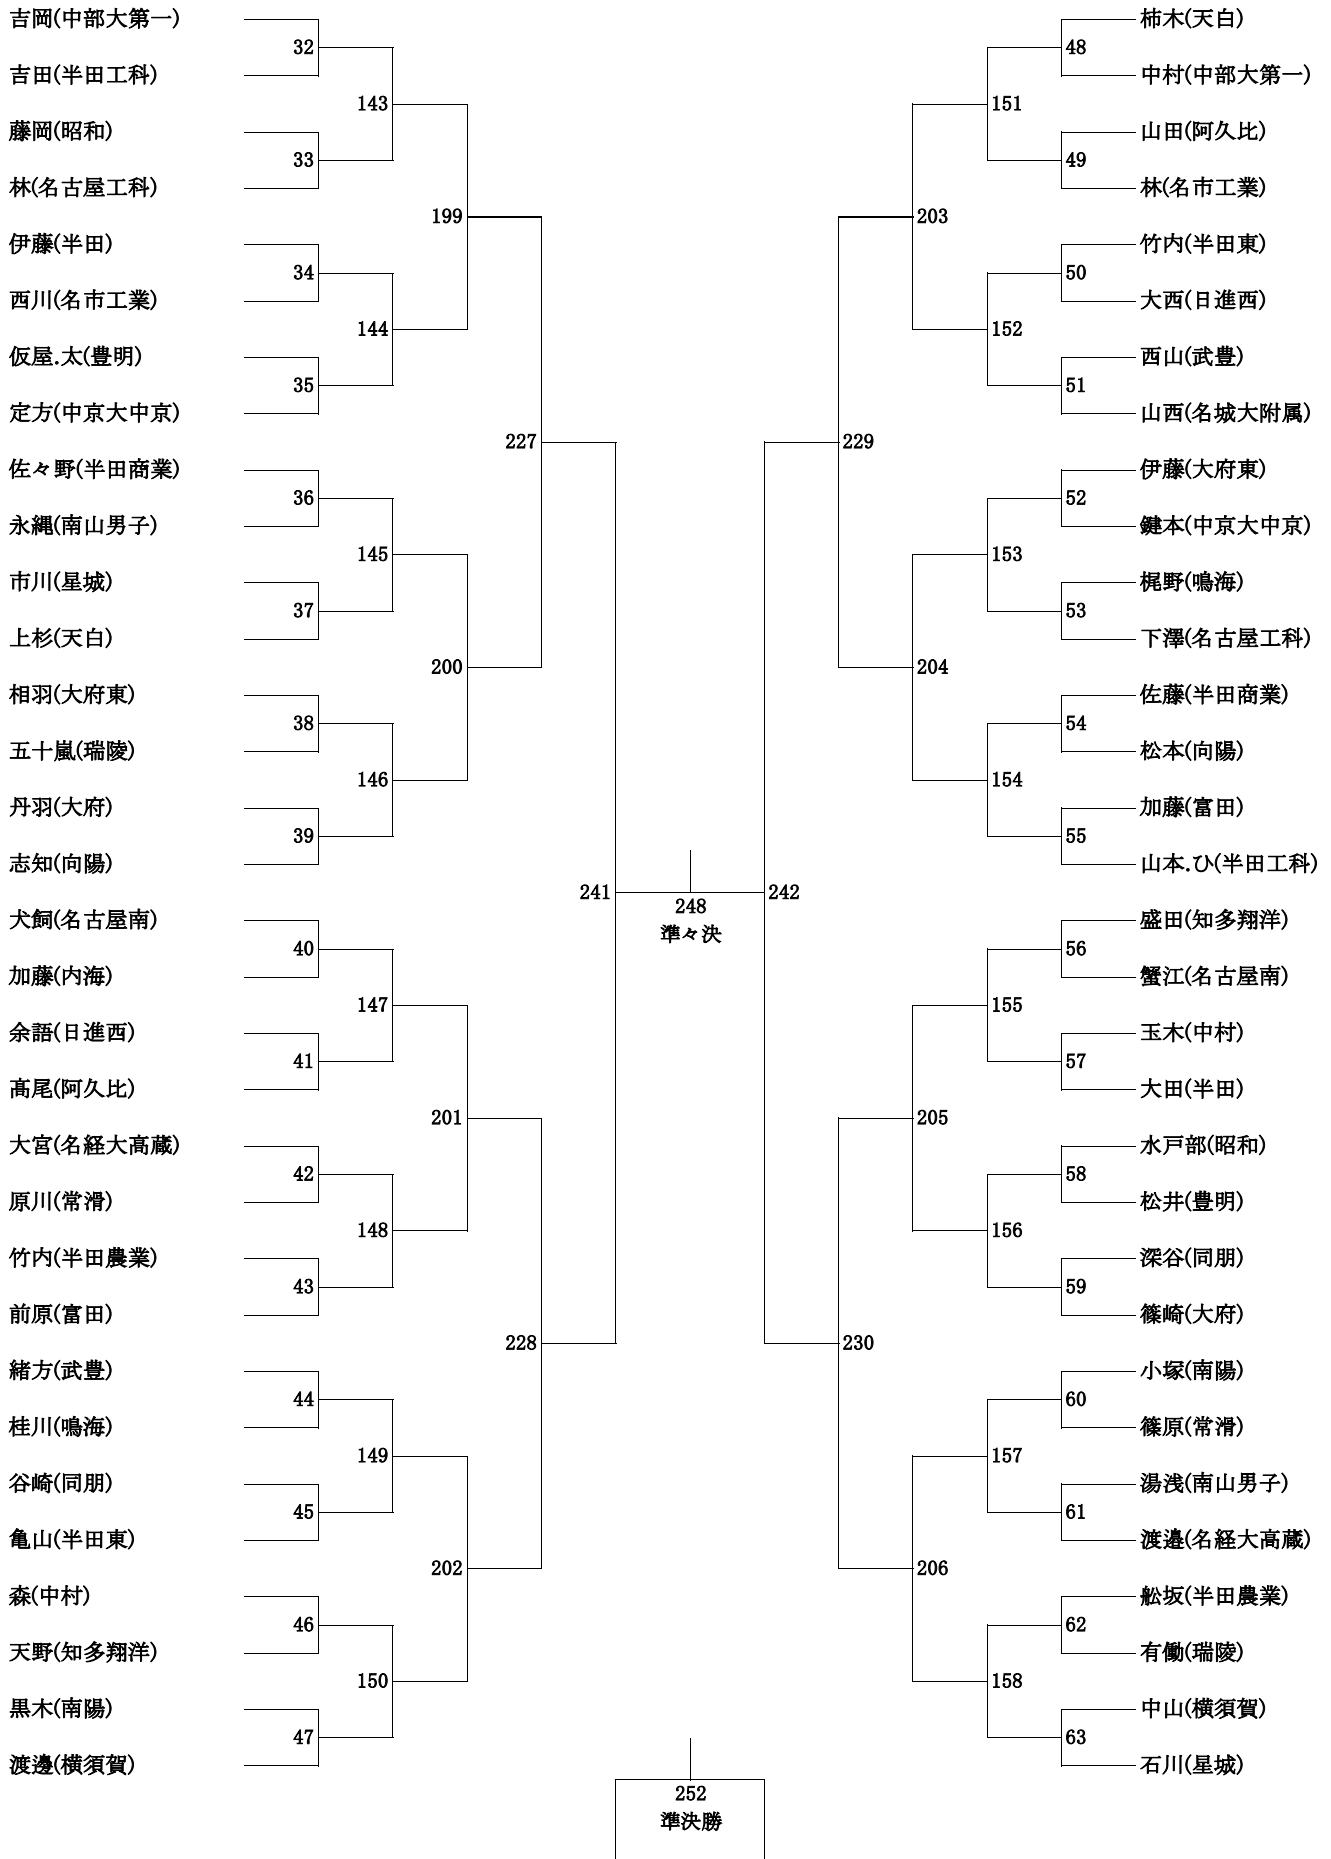 吉岡(中部大第一)
32
吉田(半田工科)
143
藤岡(昭和)
33
林(名古屋工科)
199
伊藤(半田)
34
西川(名市工業)
144
仮屋.太(豊明)
35
定方(中京大中京)
227
佐々野(半田商業)
36
永縄(南山男子)
145
市川(星城)
37
上杉(天白)
200
相羽(大府東)
38
五十嵐(瑞陵)
146
丹羽(大府)
39
志知(向陽)
241
犬飼(名古屋南)
40
加藤(内海)
147
余語(日進西)
41
髙尾(阿久比)
201
大宮(名経大高蔵)
42
原川(常滑)
148
竹内(半田農業)
43
前原(富田)
228
緒方(武豊)
44
桂川(鳴海)
149
谷崎(同朋)
45
亀山(半田東)
202
森(中村)
46
天野(知多翔洋)
150
黒木(南陽)
47
渡邊(横須賀)
248
準々決
252
準決勝
柿木(天白)
48
中村(中部大第一)
151
山田(阿久比)
49
林(名市工業)
203
竹内(半田東)
50
大西(日進西)
152
西山(武豊)
51
山西(名城大附属)
229
伊藤(大府東)
52
鍵本(中京大中京)
153
梶野(鳴海)
53
下澤(名古屋工科)
204
佐藤(半田商業)
54
松本(向陽)
154
加藤(富田)
55
山本.ひ(半田工科)
242
盛田(知多翔洋)
56
蟹江(名古屋南)
155
玉木(中村)
57
大田(半田)
205
水戸部(昭和)
58
松井(豊明)
156
深谷(同朋)
59
篠崎(大府)
230
小塚(南陽)
60
篠原(常滑)
157
湯浅(南山男子)
61
渡邉(名経大高蔵)
206
舩坂(半田農業)
62
有働(瑞陵)
158
中山(横須賀)
63
石川(星城)